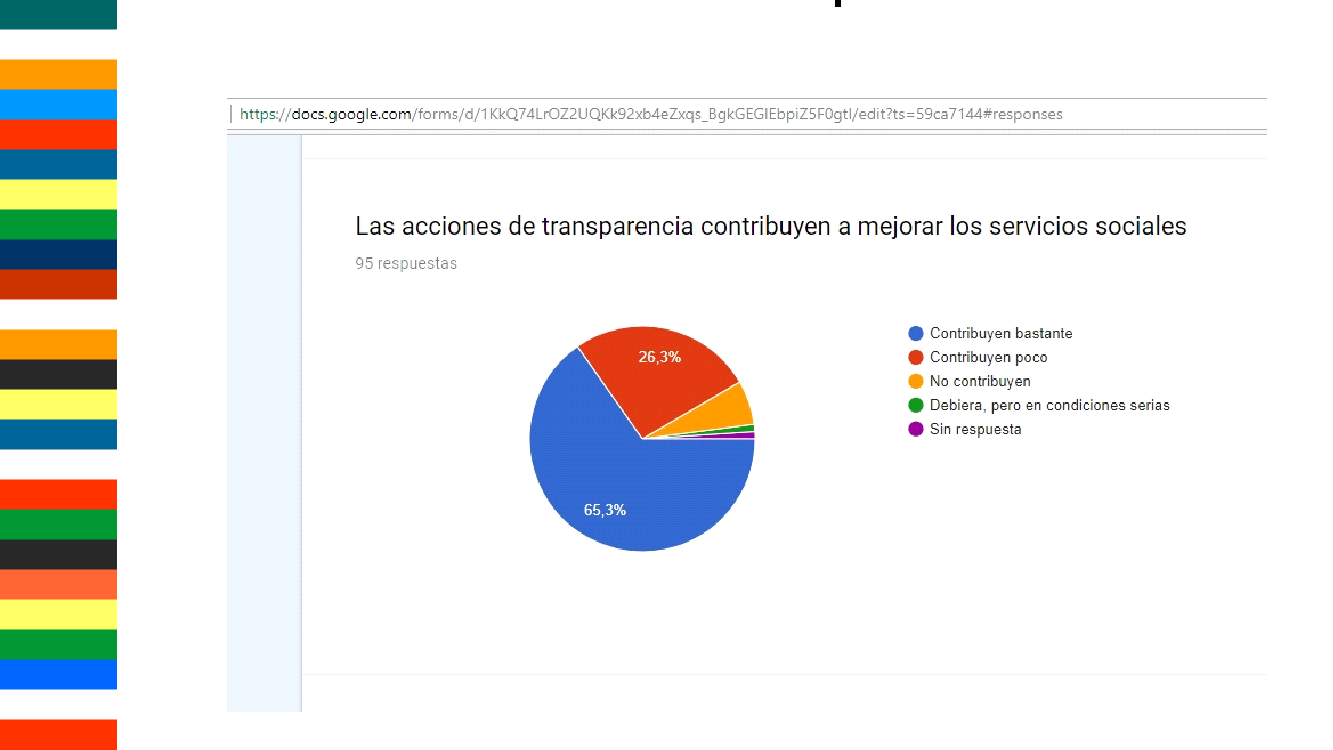 https://docs.google.com/forms/d/1KkQ74LrOZ2UQKk92xb4eZxqs_BgkGEGlEbpiZ5F0gtI/edit?ts=59ca7144#responses
Las acciones de transparencia contribuyen a mejorar los servicios sociales
95 respuestas
Contribuyen bastante
26,3%
Contribuyen poco
No contribuyen
Debiera, pero en condiciones serias
Sin respuesta
65,3%